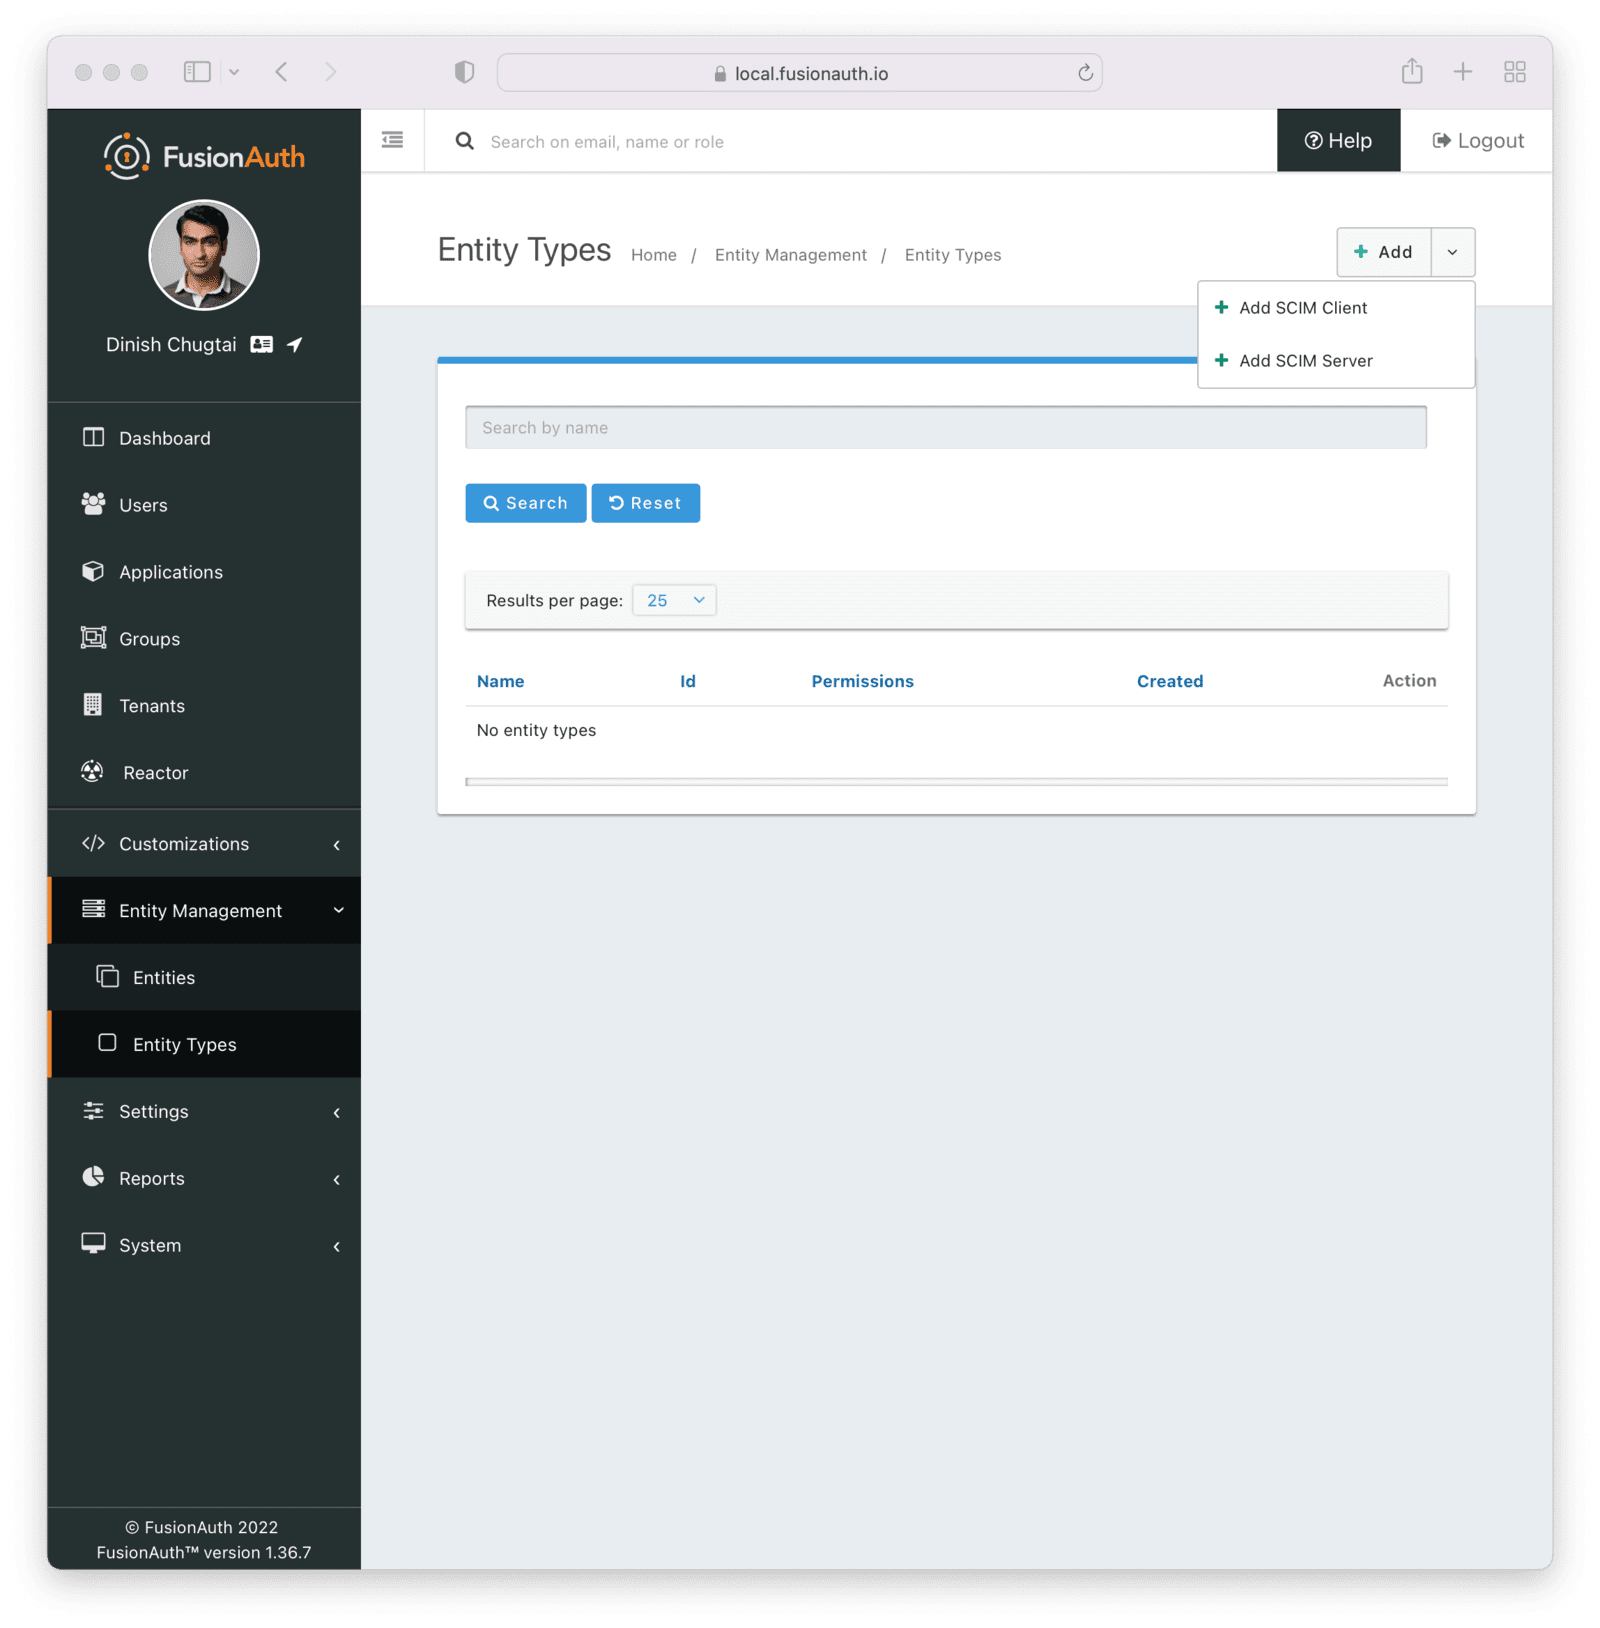 local.fusionauth.io
FusionAuth
Search on email, name or role
Help
Logout
Dinish Chugtai
Entity Types
Home / Entity Management / Entity Types
Add
Add SCIM Client
Add SCIM Server
Dashboard
Users
Applications
Groups
Tenants
Reactor
Customizations
Entity Management
Entities
Entity Types
Settings
Reports
System
Search by name
Search
Reset
Results per page: 25
Name Id Permissions Created Action
No entity types
© FusionAuth 2022
FusionAuth™ version 1.36.7